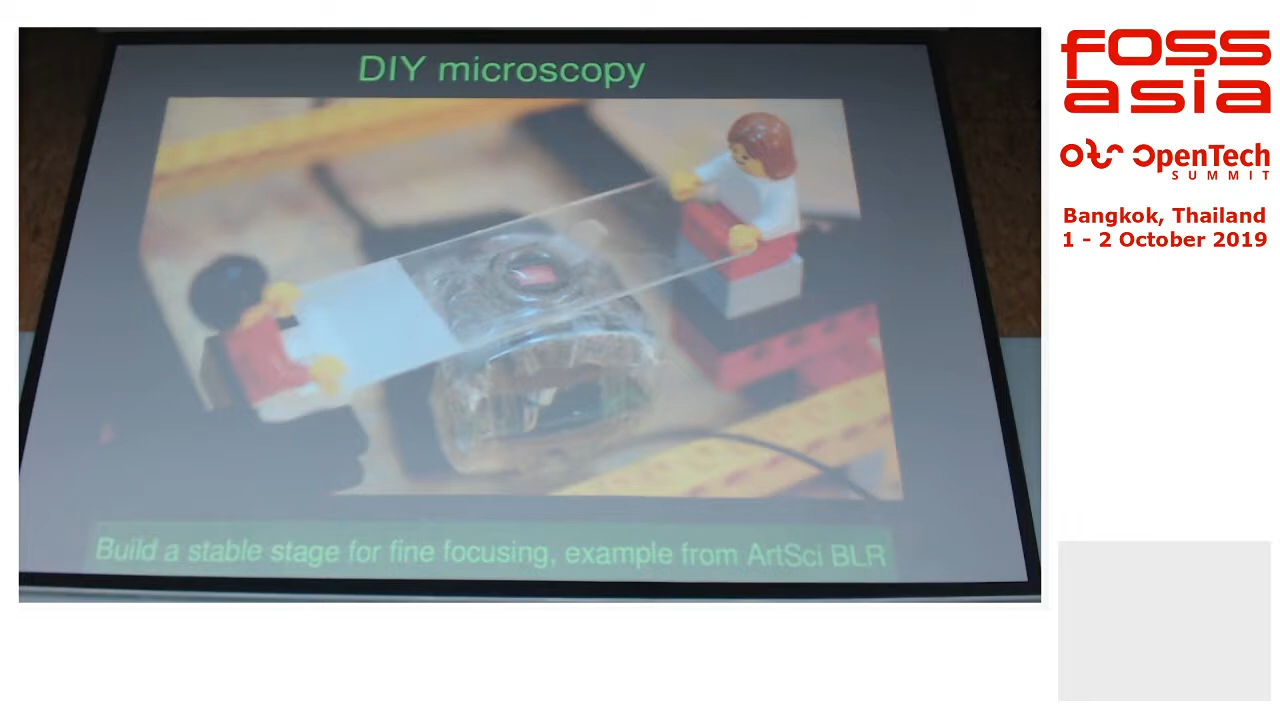 DIY microscopy
Build a stable stage for fine focusing, example from ArtSci BLR
foss
asia
OpenTech
SUMMIT
Bangkok, Thailand
1 - 2 October 2019